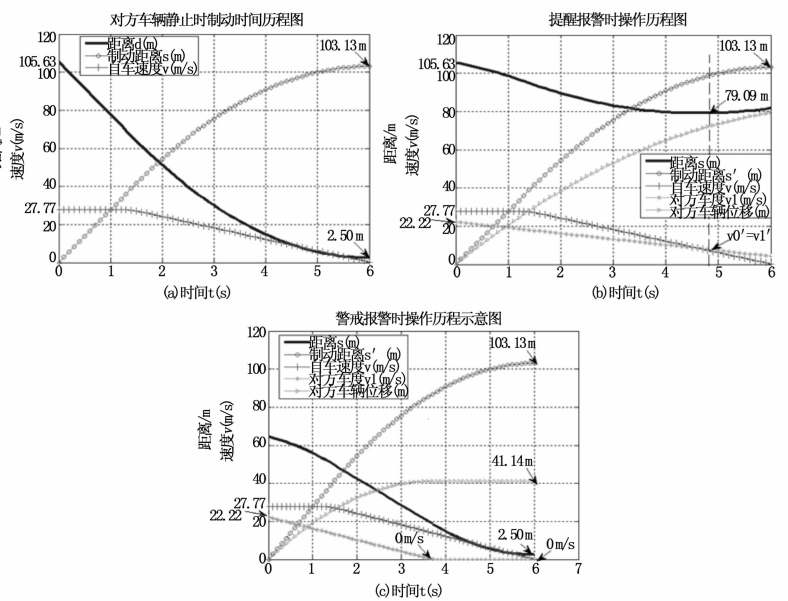 对方车辆静止时制动时间历程图
距离d(m)
制动距离s(m)
自车速度v(m/s)
120
105.63
100
80
60
40
27.77
20
0
速度v(m/s)
103.13m
2.50m
0 1 2 3 4 5 6
(a)时间t(s)
提醒报警时操作历程图
120
105.63
100
80
60
40
27.77
22.22
20
0
距离/m
速度v(m/s)
103.13m
79.09m
距离s(m)
制动距离s′ (m)
自车速度v(m/s)
对方车度v1(m/s)
对方车辆位移(m)
v0′=v1′
0 1 2 3 4 5 6
(b)时间t(s)
警戒报警时操作历程示意图
距离s(m)
制动距离s′ (m)
自车速度v(m/s)
对方车度v1(m/s)
对方车辆位移(m)
120
100
80
60
40
27.77
22.22
20
0
距离/m
速度v(m/s)
103.13m
41.14m
0m/s
2.50m
0m/s
0 1 2 3 4 5 6 7
(c)时间t(s)